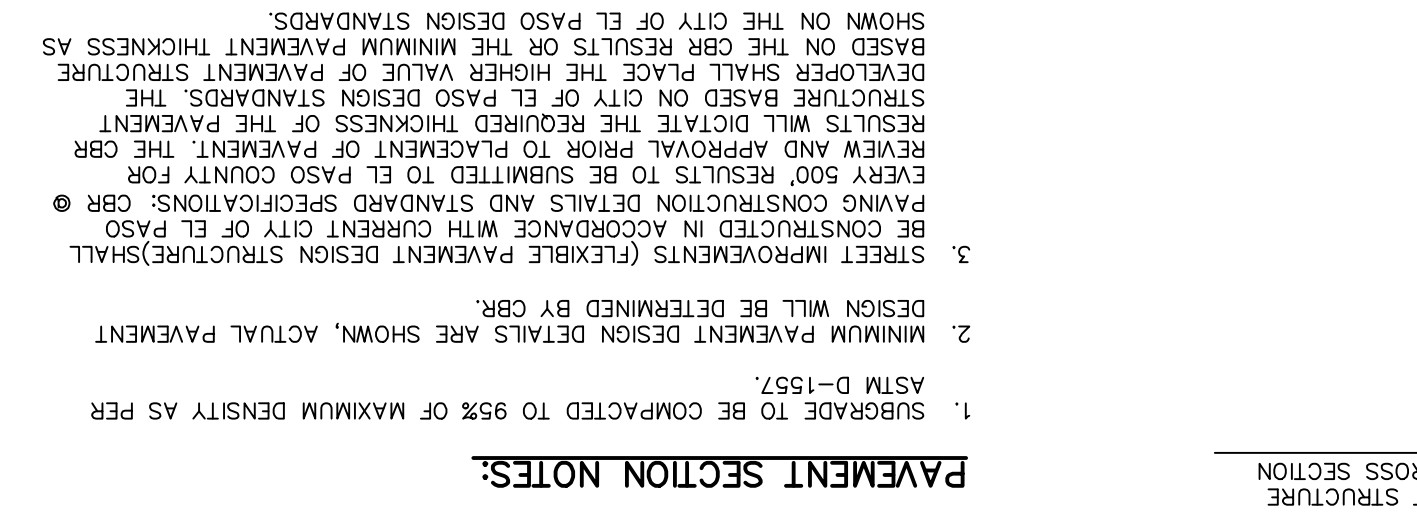 PAVEMENT SECTION NOTES:
1. SUBGRADE TO BE COMPACTED TO 95% OF MAXIMUM DENSITY AS PER
ASTM D-1557.
2. MINIMUM PAVEMENT DESIGN DETAILS ARE SHOWN, ACTUAL PAVEMENT
DESIGN WILL BE DETERMINED BY CBR.
3. STREET IMPROVEMENTS (FLEXIBLE PAVEMENT DESIGN STRUCTURE)SHALL
BE CONSTRUCTED IN ACCORDANCE WITH CURRENT CITY OF EL PASO
PAVING CONSTRUCTION DETAILS AND STANDARD SPECIFICATIONS: CBR @
EVERY 500' RESULTS TO BE SUBMITTED TO EL PASO COUNTY FOR
REVIEW AND APPROVAL PRIOR TO PLACEMENT OF PAVEMENT. THE CBR
RESULTS WILL DICTATE THE REQUIRED THICKNESS OF THE PAVEMENT
STRUCTURE BASED ON CITY OF EL PASO DESIGN STANDARDS. THE
DEVELOPER SHALL PLACE THE HIGHER VALUE OF PAVEMENT STRUCTURE
BASED ON THE CBR RESULTS OR THE MINIMUM PAVEMENT THICKNESS AS
SHOWN ON THE CITY OF EL PASO DESIGN STANDARDS.
STRUCTURE
SECTION